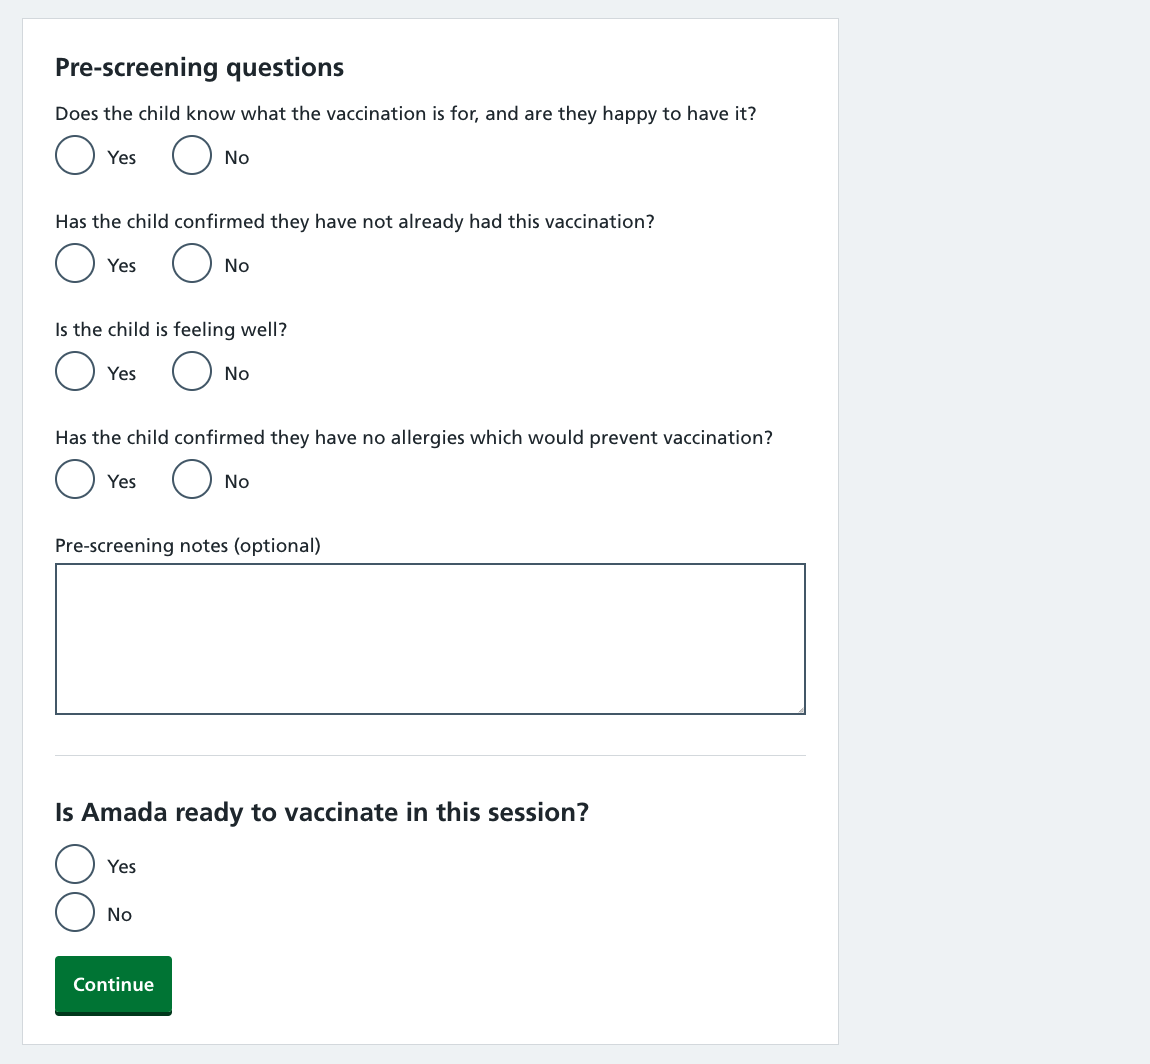 Pre-screening questions
Does the child know what the vaccination is for, and are they happy to have it?
Yes No
Has the child confirmed they have not already had this vaccination?
Yes No
Is the child is feeling well?
Yes No
Has the child confirmed they have no allergies which would prevent vaccination?
Yes No
Pre-screening notes (optional)
Is Amada ready to vaccinate in this session?
Yes
No
Continue